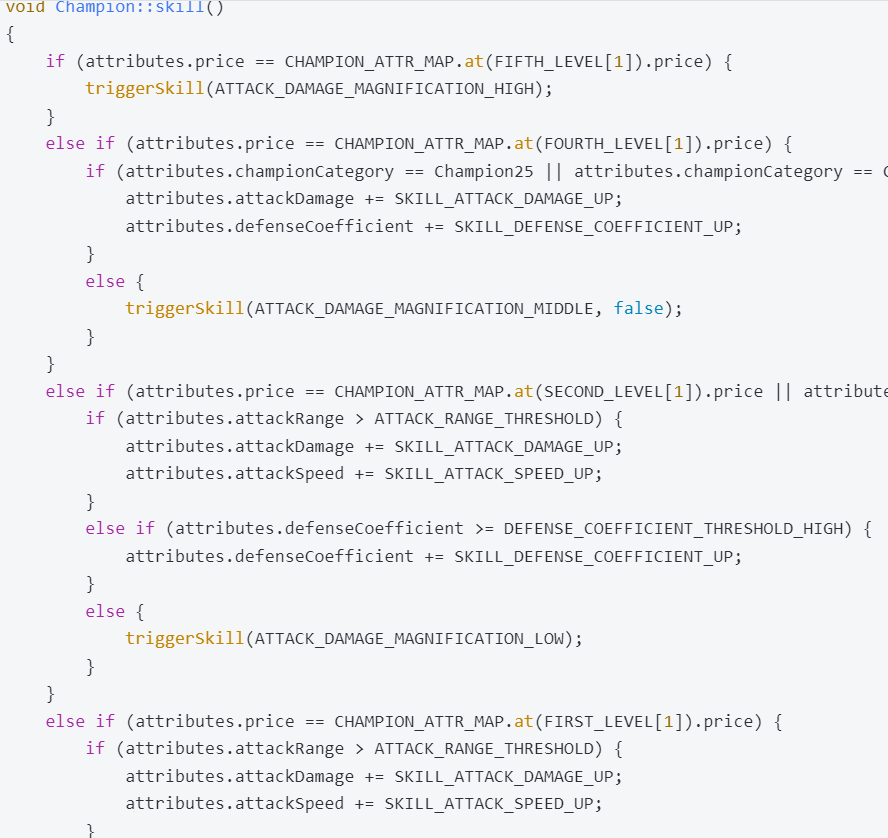 void Champion::skill()
{
    if (attributes.price == CHAMPION_ATTR_MAP.at(FIFTH_LEVEL[1]).price) {
        triggerSkill(ATTACK_DAMAGE_MAGNIFICATION_HIGH);
    }
    else if (attributes.price == CHAMPION_ATTR_MAP.at(FOURTH_LEVEL[1]).price) {
        if (attributes.championCategory == Champion25 || attributes.championCategory ==
            attributes.attackDamage += SKILL_ATTACK_DAMAGE_UP;
            attributes.defenseCoefficient += SKILL_DEFENSE_COEFFICIENT_UP;
        }
        else {
            triggerSkill(ATTACK_DAMAGE_MAGNIFICATION_MIDDLE, false);
        }
    }
    else if (attributes.price == CHAMPION_ATTR_MAP.at(SECOND_LEVEL[1]).price || attribute
        if (attributes.attackRange > ATTACK_RANGE_THRESHOLD) {
            attributes.attackDamage += SKILL_ATTACK_DAMAGE_UP;
            attributes.attackSpeed += SKILL_ATTACK_SPEED_UP;
        }
        else if (attributes.defenseCoefficient >= DEFENSE_COEFFICIENT_THRESHOLD_HIGH) {
            attributes.defenseCoefficient += SKILL_DEFENSE_COEFFICIENT_UP;
        }
        else {
            triggerSkill(ATTACK_DAMAGE_MAGNIFICATION_LOW);
        }
    }
    else if (attributes.price == CHAMPION_ATTR_MAP.at(FIRST_LEVEL[1]).price) {
        if (attributes.attackRange > ATTACK_RANGE_THRESHOLD) {
            attributes.attackDamage += SKILL_ATTACK_DAMAGE_UP;
            attributes.attackSpeed += SKILL_ATTACK_SPEED_UP;
        }